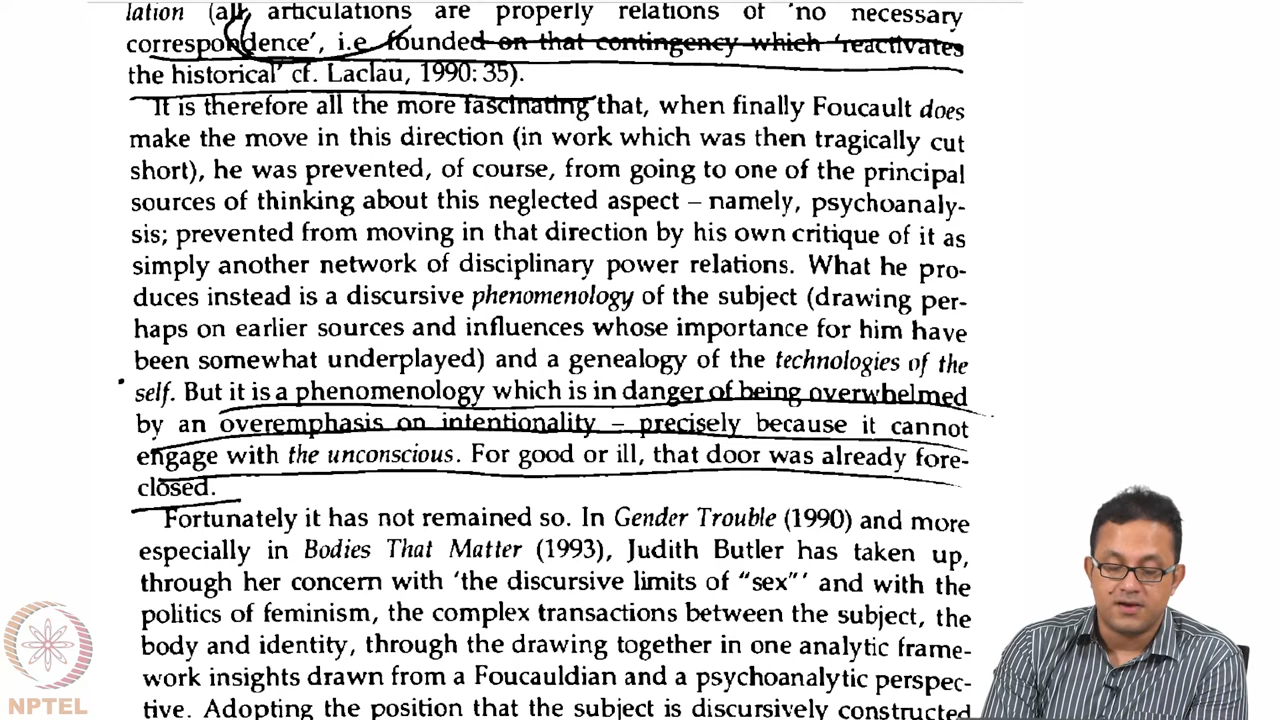 lation (all articulations are properly relations of 'no necessary
correspondence', i.e. founded on that contingency which 'reactivates
the historical' cf. Laclau, 1990: 35).
It is therefore all the more fascinating that, when finally Foucault does
make the move in this direction (in work which was then tragically cut
short), he was prevented, of course, from going to one of the principal
sources of thinking about this neglected aspect – namely, psychoanaly-
sis; prevented from moving in that direction by his own critique of it as
simply another network of disciplinary power relations. What he pro-
duces instead is a discursive phenomenology of the subject (drawing per-
haps on earlier sources and influences whose importance for him have
been somewhat underplayed) and a genealogy of the technologies of the
self. But it is a phenomenology which is in danger of being overwhelmed
by an overemphasis on intentionality – precisely because it cannot
engage with the unconscious. For good or ill, that door was already fore-
closed.
Fortunately it has not remained so. In Gender Trouble (1990) and more
especially in Bodies That Matter (1993), Judith Butler has taken up,
through her concern with 'the discursive limits of "sex"' and with the
politics of feminism, the complex transactions between the subject, the
body and identity, through the drawing together in one analytic frame-
work insights drawn from a Foucauldian and a psychoanalytic perspec-
tive. Adopting the position that the subject is discursively constructed
NPTEL